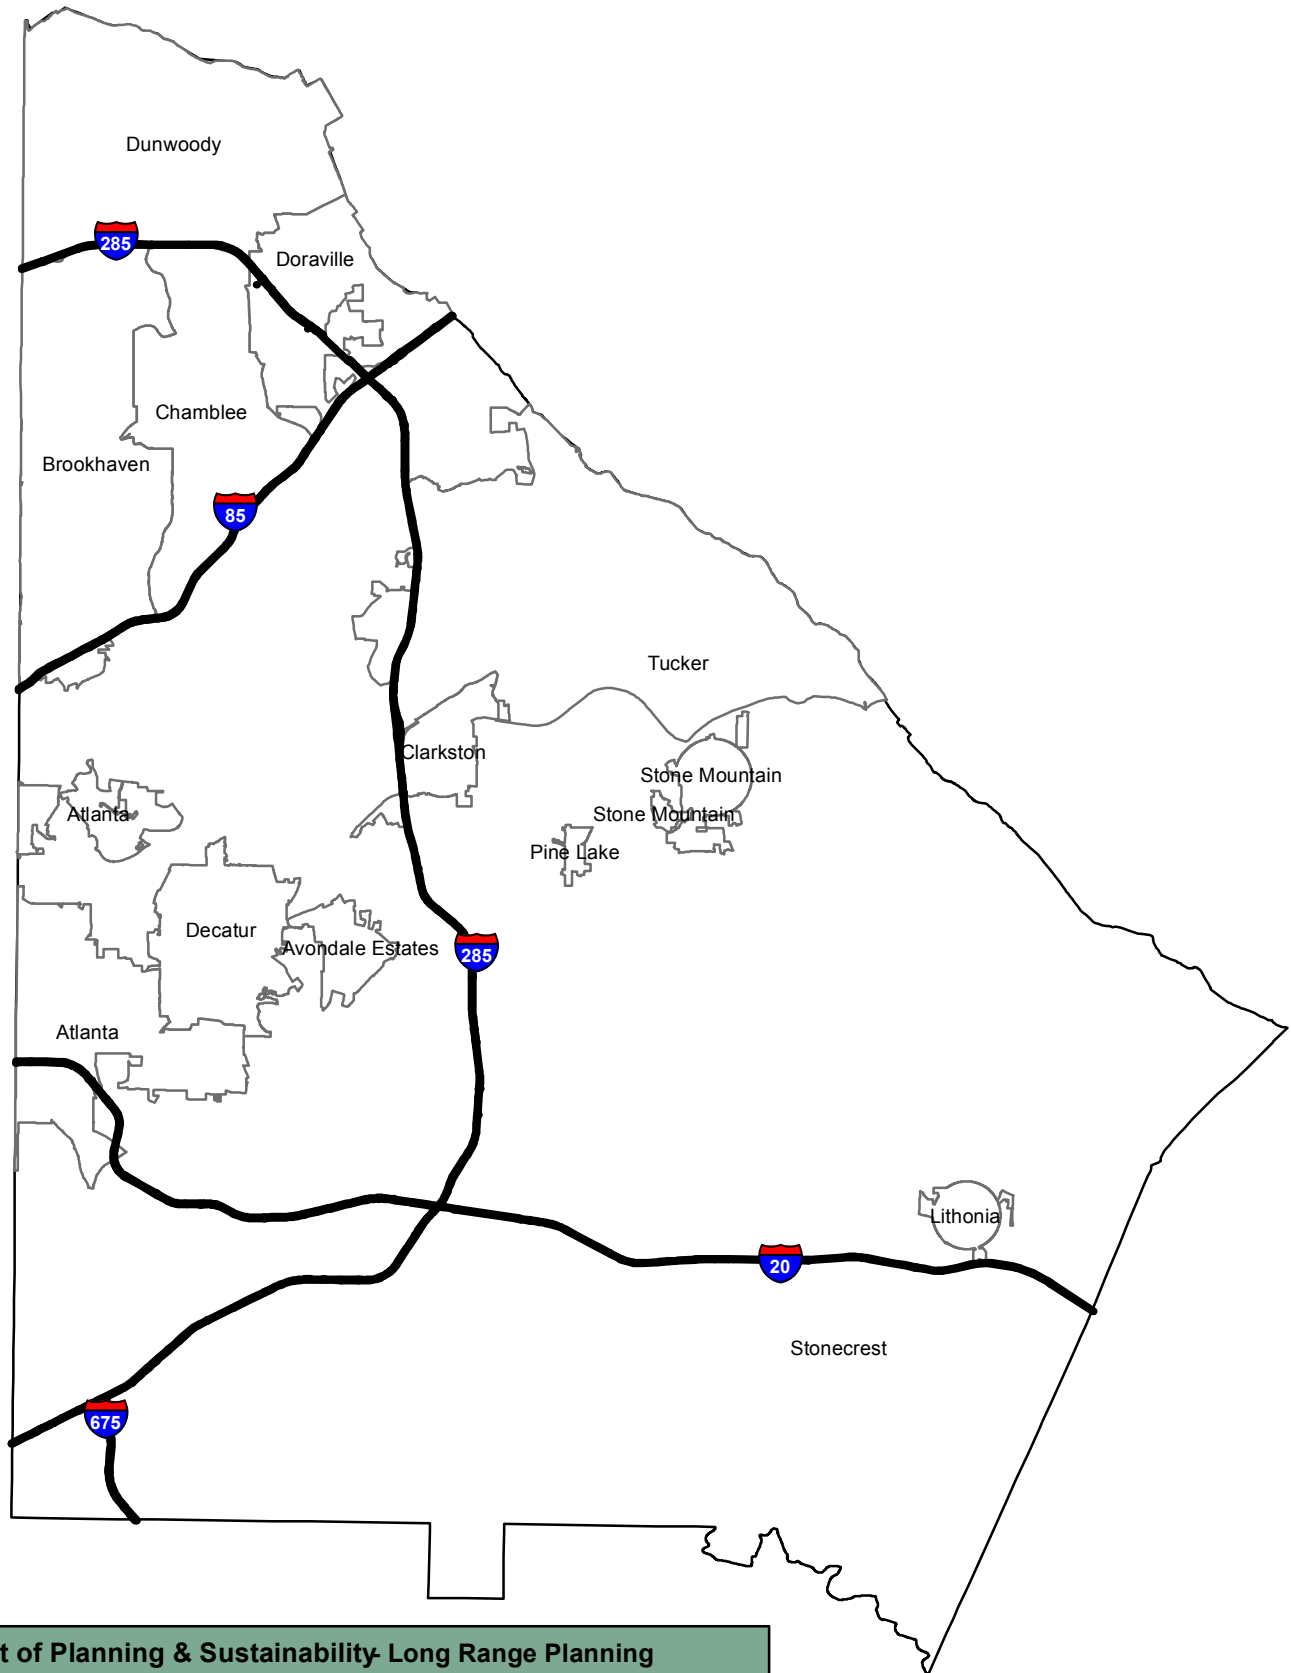 Dunwoody
285
Doraville
Chamblee
Brookhaven
85
Tucker
Clarkston
Stone Mountain
Atlanta
Stone Mountain
Pine Lake
Decatur
Avondale Estates
285
Atlanta
Lithonia
20
Stonecrest
675
t of Planning & Sustainability- Long Range Planning